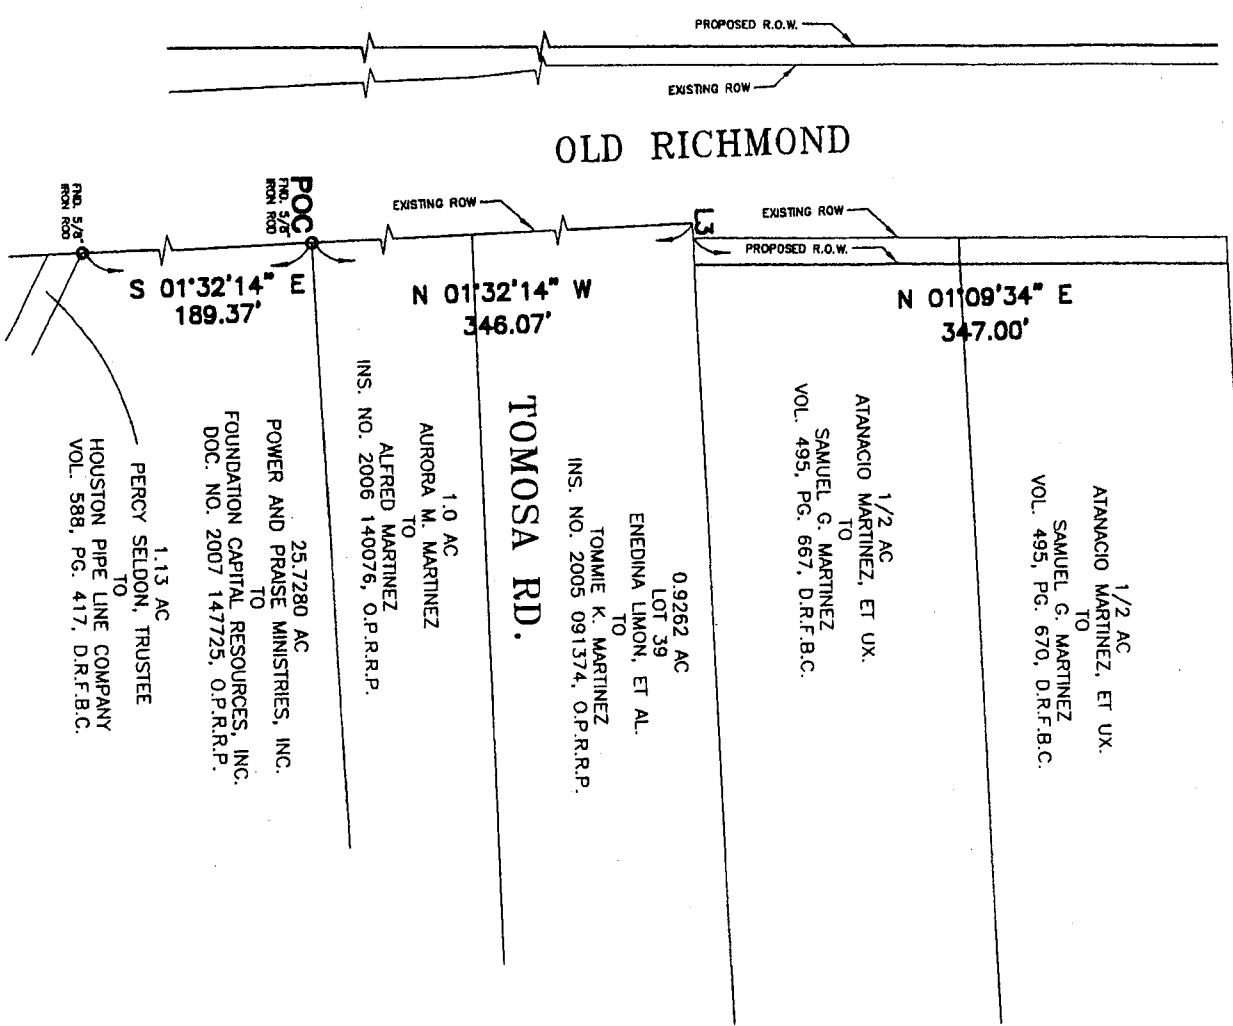 PROPOSED R.O.W.
EXISTING ROW
OLD RICHMOND
FND. 5/8"
IRON ROD
POC
FND. 5/8"
IRON ROD
EXISTING ROW
L3
EXISTING ROW
PROPOSED R.O.W.
S 01°32'14" E
189.37'
N 01°32'14" W
346.07'
N 01°09'34" E
347.00'
1.13 AC
PERCY SELDON, TRUSTEE
TO
HOUSTON PIPE LINE COMPANY
VOL. 588, PG. 417, D.R.F.B.C.
25.7280 AC
POWER AND PRAISE MINISTRIES, INC.
TO
FOUNDATION CAPITAL RESOURCES, INC.
DOC. NO. 2007 147725, O.P.R.R.P.
1.0 AC
AURORA M. MARTINEZ
TO
ALFRED MARTINEZ
INS. NO. 2006 140076, O.P.R.R.P.
TOMOSA RD.
0.9262 AC
LOT 39
ENEDINA LIMON, ET AL.
TO
TOMMIE K. MARTINEZ
INS. NO. 2005 091374, O.P.R.R.P.
1/2 AC
ATANACIO MARTINEZ, ET UX.
TO
SAMUEL G. MARTINEZ
VOL. 495, PG. 667, D.R.F.B.C.
1/2 AC
ATANACIO MARTINEZ, ET UX.
TO
SAMUEL G. MARTINEZ
VOL. 495, PG. 670, D.R.F.B.C.